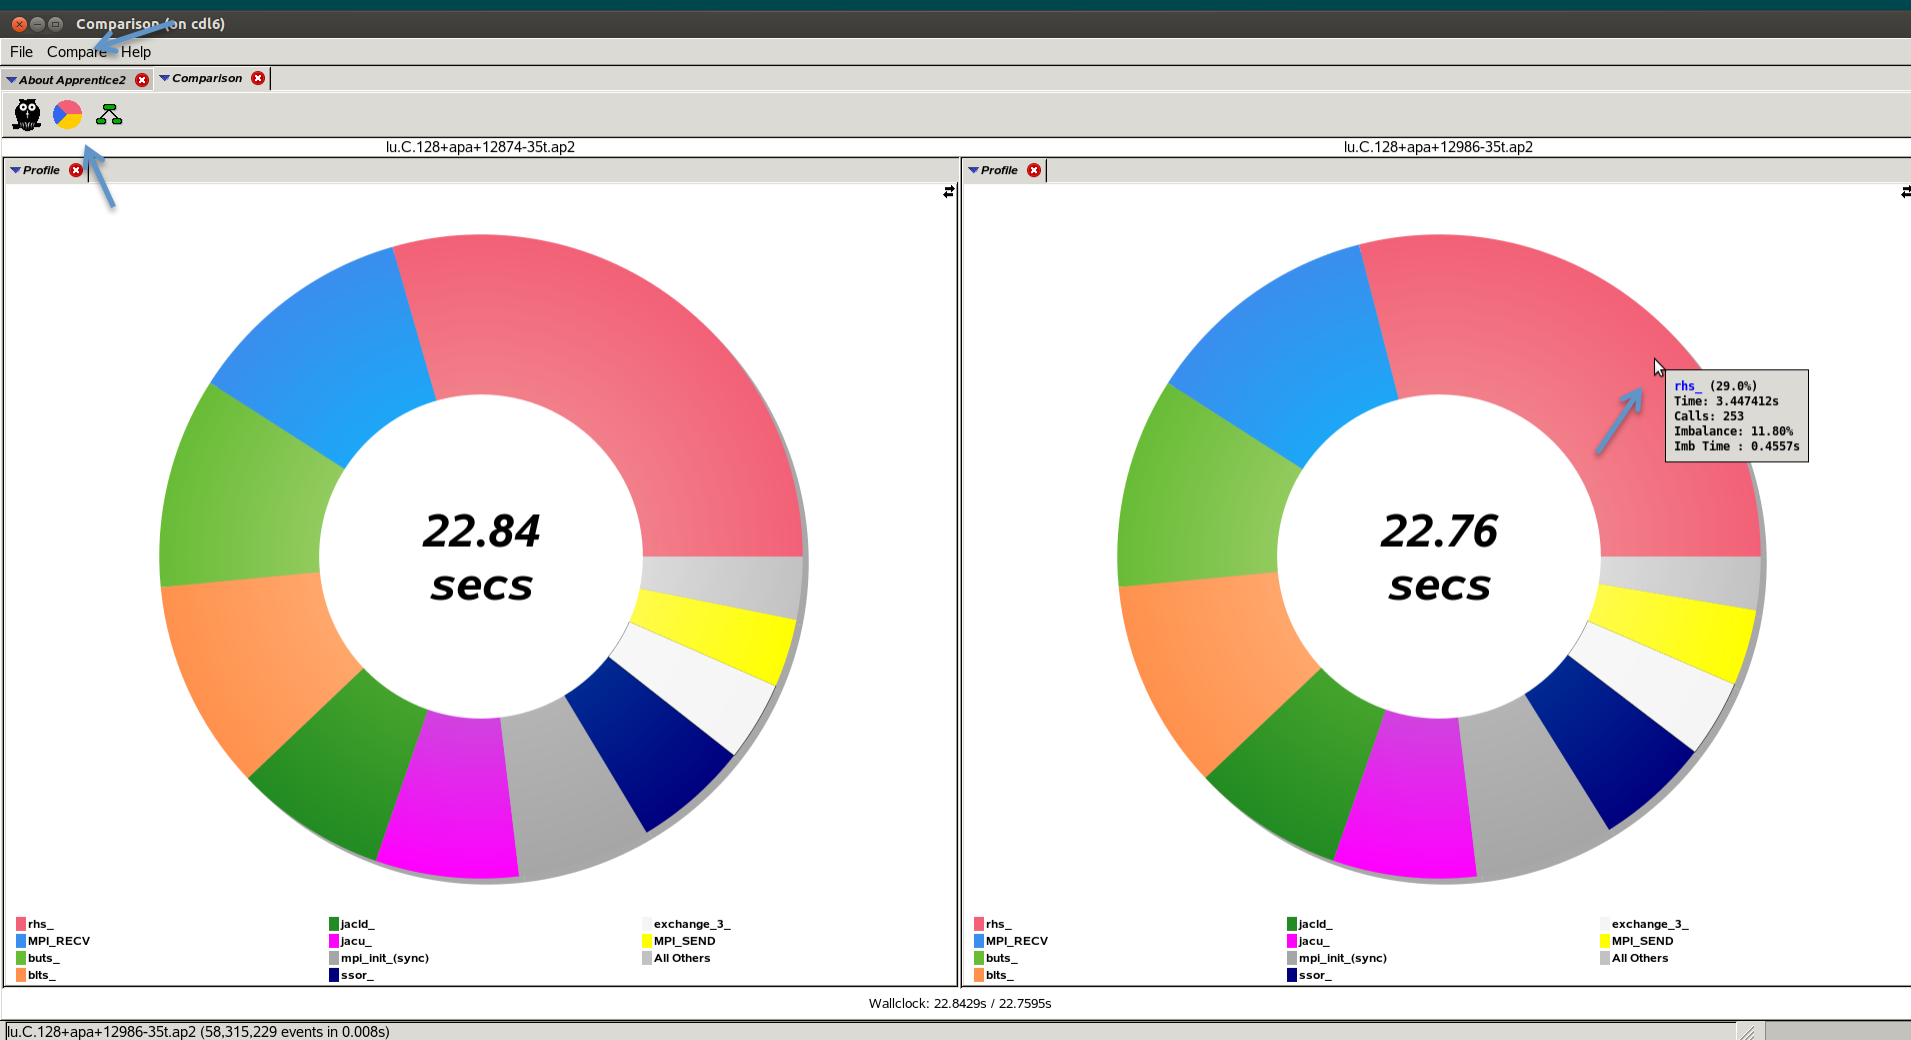 Comparison (on cdl6)
File Compare Help
About Apprentice2 Comparison
lu.C.128+apa+12874-35t.ap2 lu.C.128+apa+12986-35t.ap2
Profile Profile
rhs_ (29.0%)
Time: 3.447412s
Calls: 253
Imbalance: 11.80%
Imb Time : 0.4557s
22.84 22.76
secs secs
rhs_ jacld_ exchange_3_ rhs_ jacld_ exchange_3_
MPI_RECV jacu_ MPI_SEND MPI_RECV jacu_ MPI_SEND
buts_ mpi_init_(sync) All Others buts_ mpi_init_(sync) All Others
blts_ ssor_ blts_ ssor_
Wallclock: 22.8429s / 22.7595s
lu.C.128+apa+12986-35t.ap2 (58,315,229 events in 0.008s)